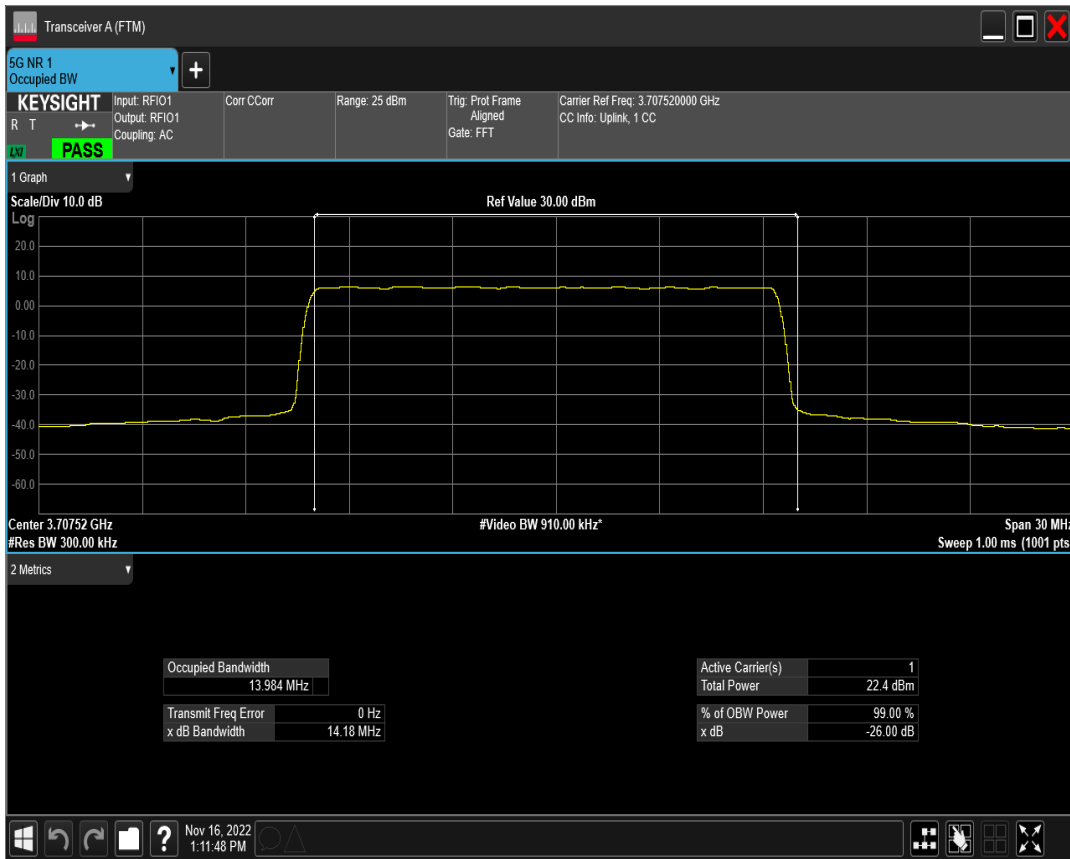 Transceiver A (FTM)
5G NR 1
Occupied BW
+
KEYSIGHT
R T
LXI
PASS
Input: RFIO1
Output: RFIO1
Coupling: AC
Corr CCorr
Range: 25 dBm
Trig: Prot Frame
Aligned
Gate: FFT
Carrier Ref Freq: 3.707520000 GHz
CC Info: Uplink, 1 CC
1 Graph
Scale/Div 10.0 dB
Ref Value 30.00 dBm
Log
20.0
10.0
0.00
-10.0
-20.0
-30.0
-40.0
-50.0
-60.0
Center 3.70752 GHz
#Video BW 910.00 kHz*
Span 30 MHz
#Res BW 300.00 kHz
Sweep 1.00 ms (1001 pts
2 Metrics
Occupied Bandwidth
13.984 MHz
Transmit Freq Error 0 Hz
x dB Bandwidth 14.18 MHz
Active Carrier(s) 1
Total Power 22.4 dBm
% of OBW Power 99.00 %
x dB -26.00 dB
?
Nov 16, 2022
1:11:48 PM